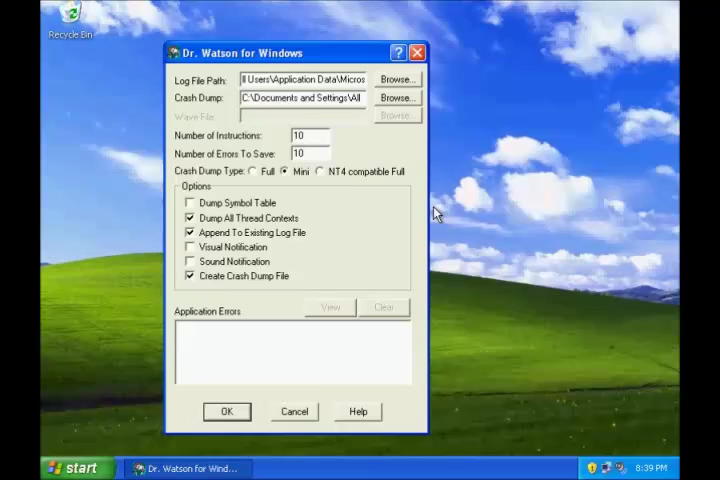 Recycle Bin
Dr. Watson for Windows
Log File Path: ll Users\Application Data\Micros Browse...
Crash Dump: C:\Documents and Settings\All Browse...
Wave File: Browse...
Number of Instructions: 10
Number of Errors To Save: 10
Crash Dump Type: Full Mini NT4 compatible Full
Options
Dump Symbol Table
Dump All Thread Contexts
Append To Existing Log File
Visual Notification
Sound Notification
Create Crash Dump File
Application Errors View Clear
OK Cancel Help
start Dr. Watson for Wind... 8:39 PM